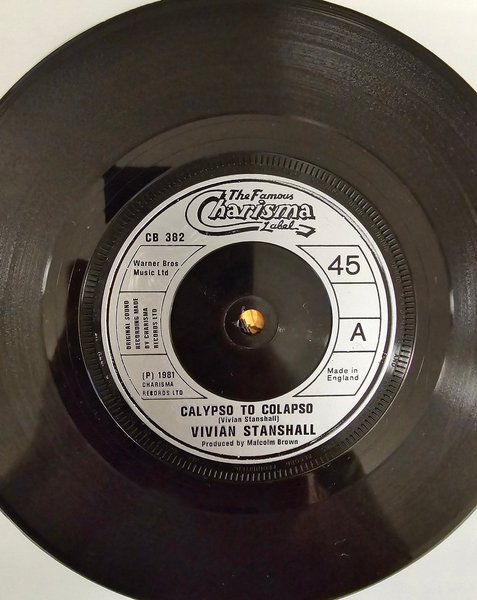 The Famous
Charisma
Label
CB 382
Warner Bros
Music Ltd
45
ORIGINAL SOUND
RECORDING MADE
BY CHARISMA
RECORDS LTD
A
(P) 1981
CHARISMA
RECORDS LTD
Made in
England
CALYPSO TO COLAPSO
(Vivian Stanshall)
VIVIAN STANSHALL
Produced by Malcolm Brown